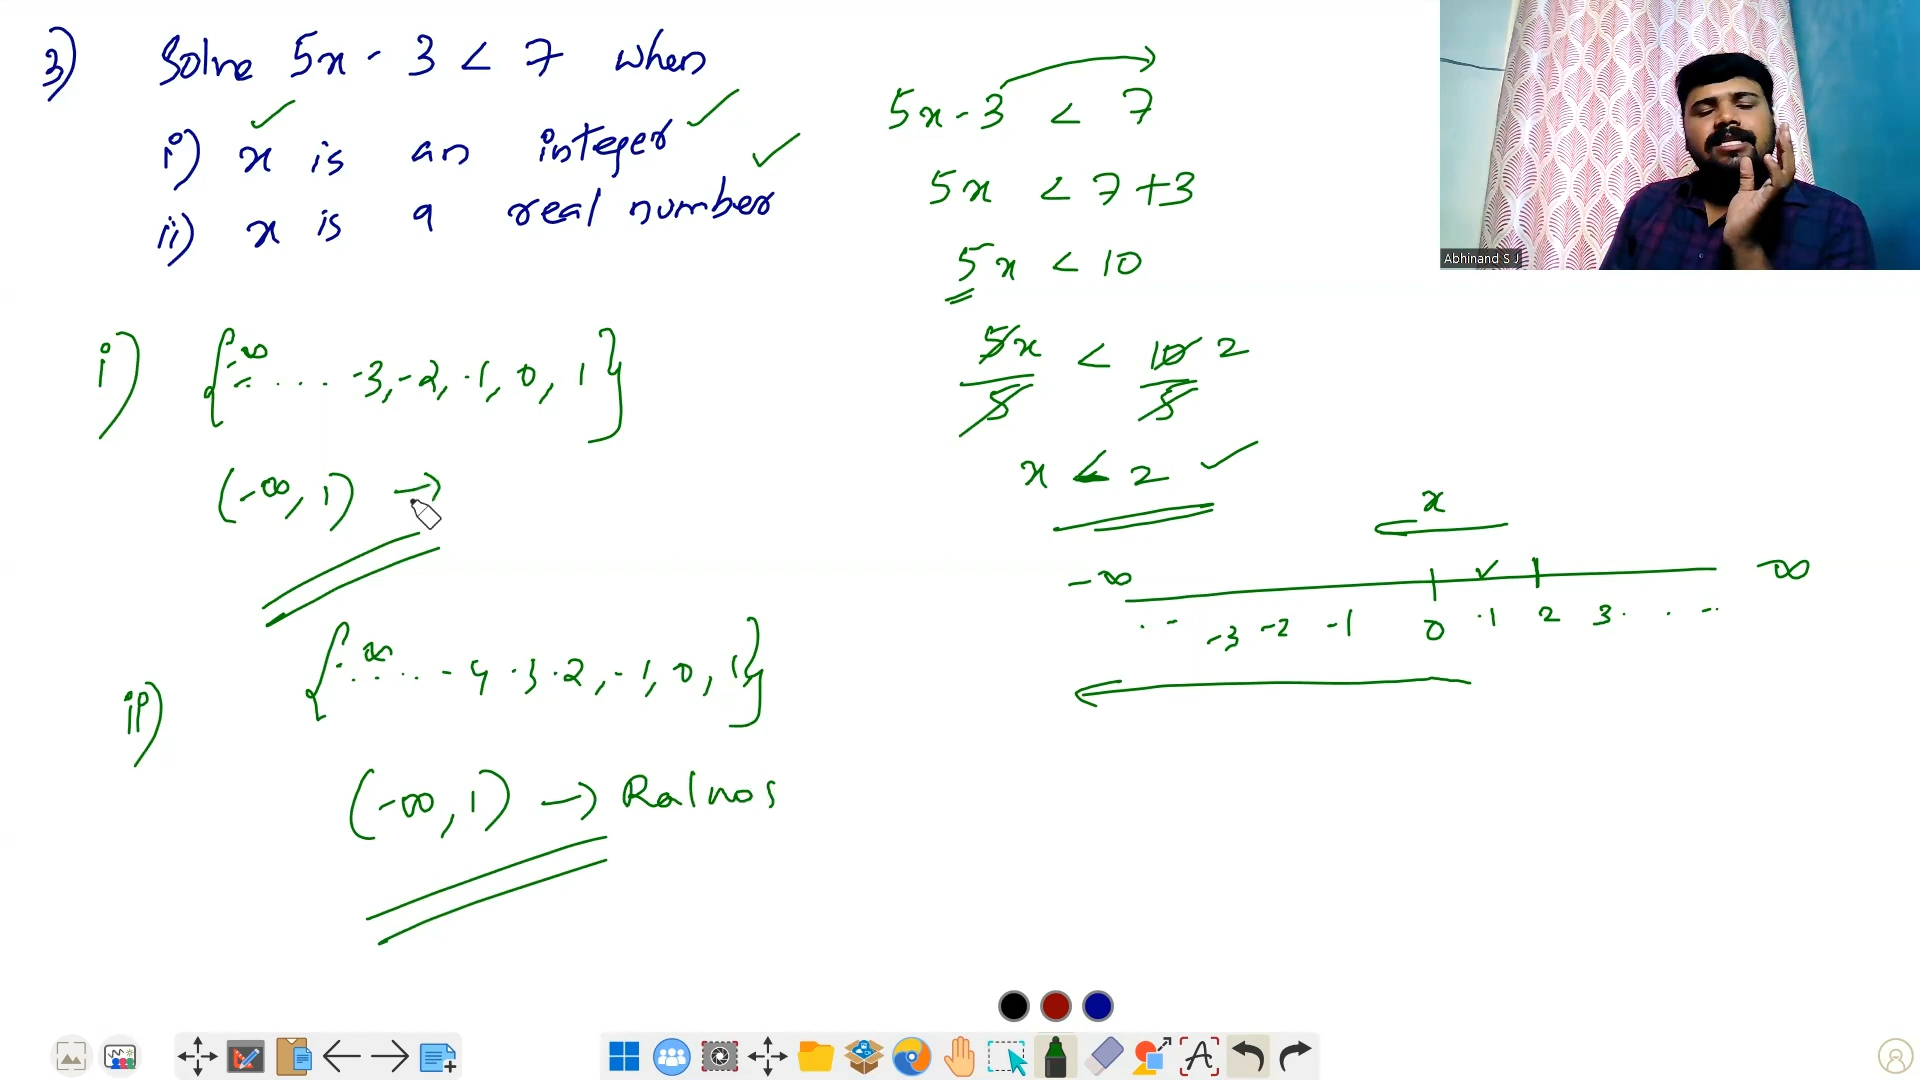 3) Solve 5x - 3 < 7 when
i) x is an integer
ii) x is a real number
i) { -∞ .... -3, -2, -1, 0, 1 }
(-∞, 1) →
ii) { -∞ .... -4 -3 -2, -1, 0, 1 }
(-∞, 1) → Ralnos
5x - 3 < 7
5x < 7 + 3
5x < 10
5x/5 < 10/5 2
x < 2
x
-∞ ∞
-3 -2 -1 0 1 2 3
Abhinand S J
A